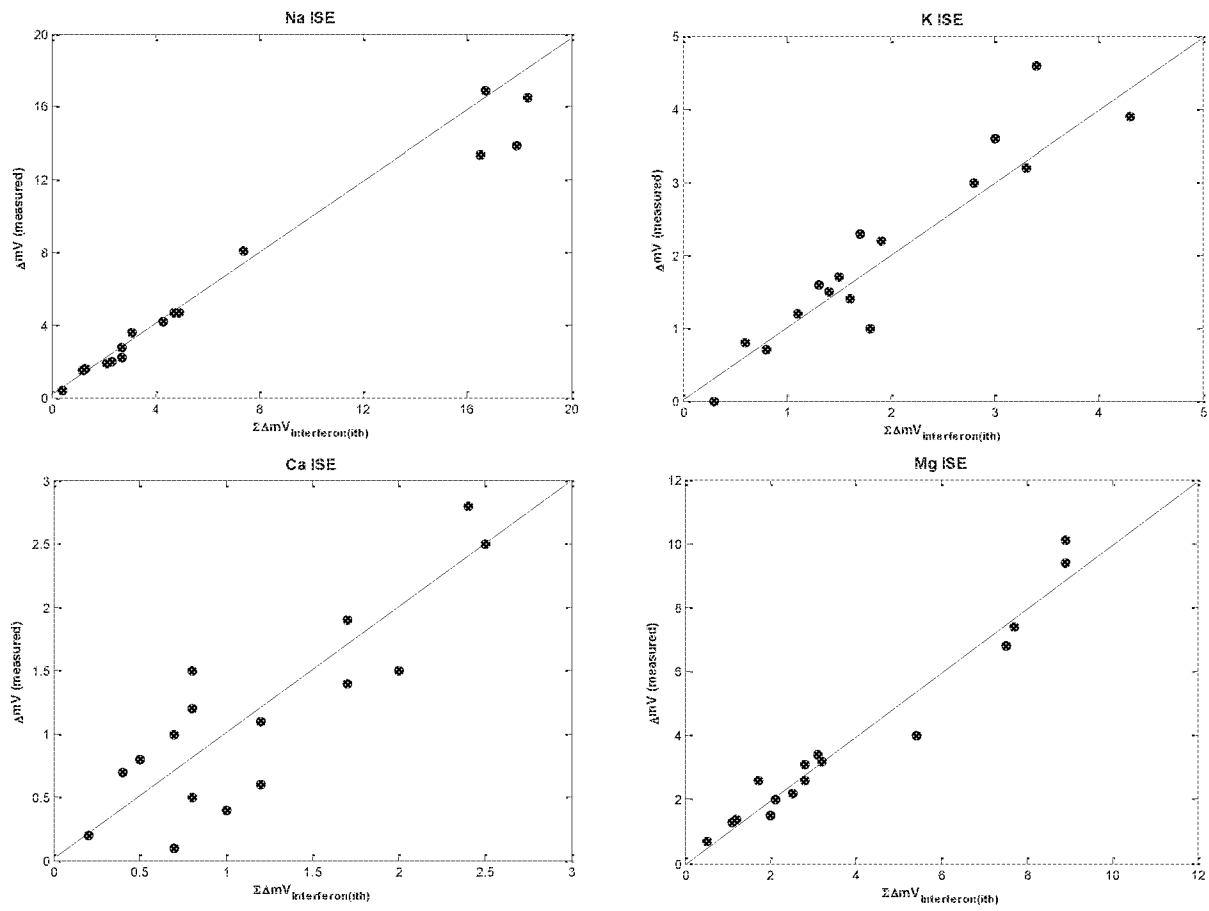 Na ISE
20
16
12
8
4
0
0 4 8 12 16 20
ΔmV (measured)
ΣΔmVinterferon(ith)
K ISE
5
4
3
2
1
0
0 1 2 3 4 5
ΔmV (measured)
ΣΔmVinterferon(ith)
Ca ISE
3
2.5
2
1.5
1
0.5
0
0 0.5 1 1.5 2 2.5 3
ΔmV (measured)
ΣΔmVinterferon(ith)
Mg ISE
12
10
8
6
4
2
0
0 2 4 6 8 10 12
ΔmV (measured)
ΣΔmVinterferon(ith)